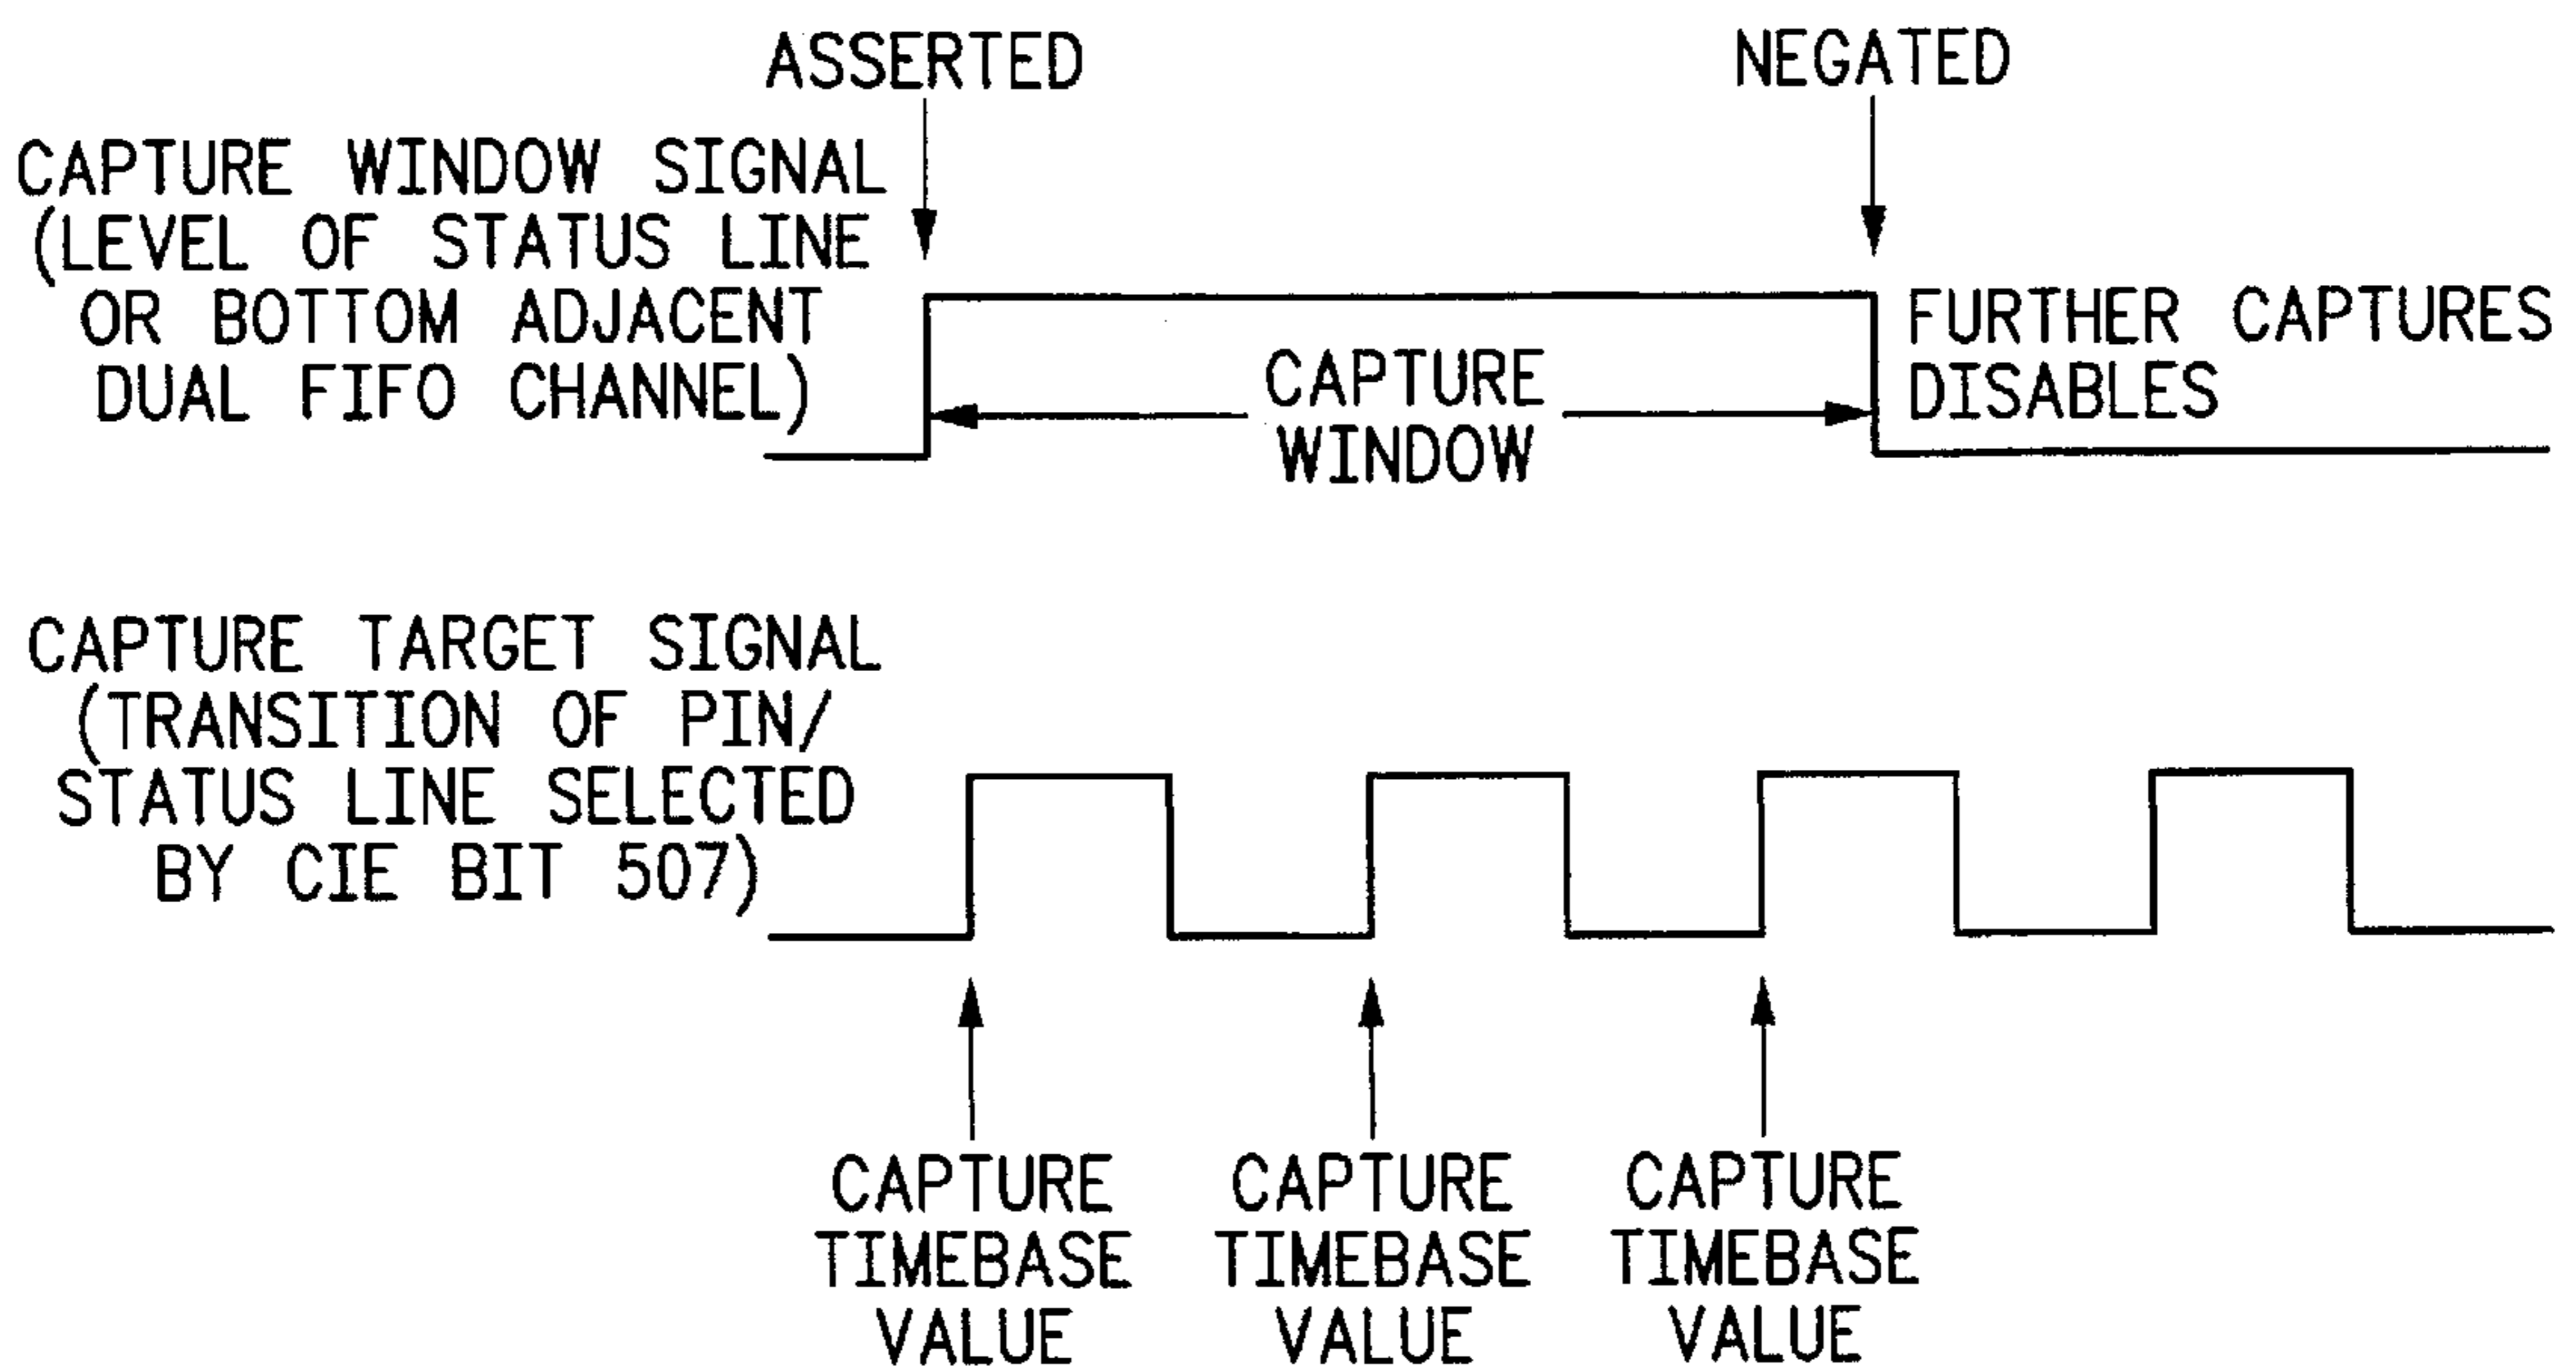 ASSERTED
NEGATED
CAPTURE WINDOW SIGNAL
(LEVEL OF STATUS LINE
OR BOTTOM ADJACENT
DUAL FIFO CHANNEL)
CAPTURE
WINDOW
FURTHER CAPTURES
DISABLES
CAPTURE TARGET SIGNAL
(TRANSITION OF PIN/
STATUS LINE SELECTED
BY CIE BIT 507)
CAPTURE
TIMEBASE
VALUE
CAPTURE
TIMEBASE
VALUE
CAPTURE
TIMEBASE
VALUE